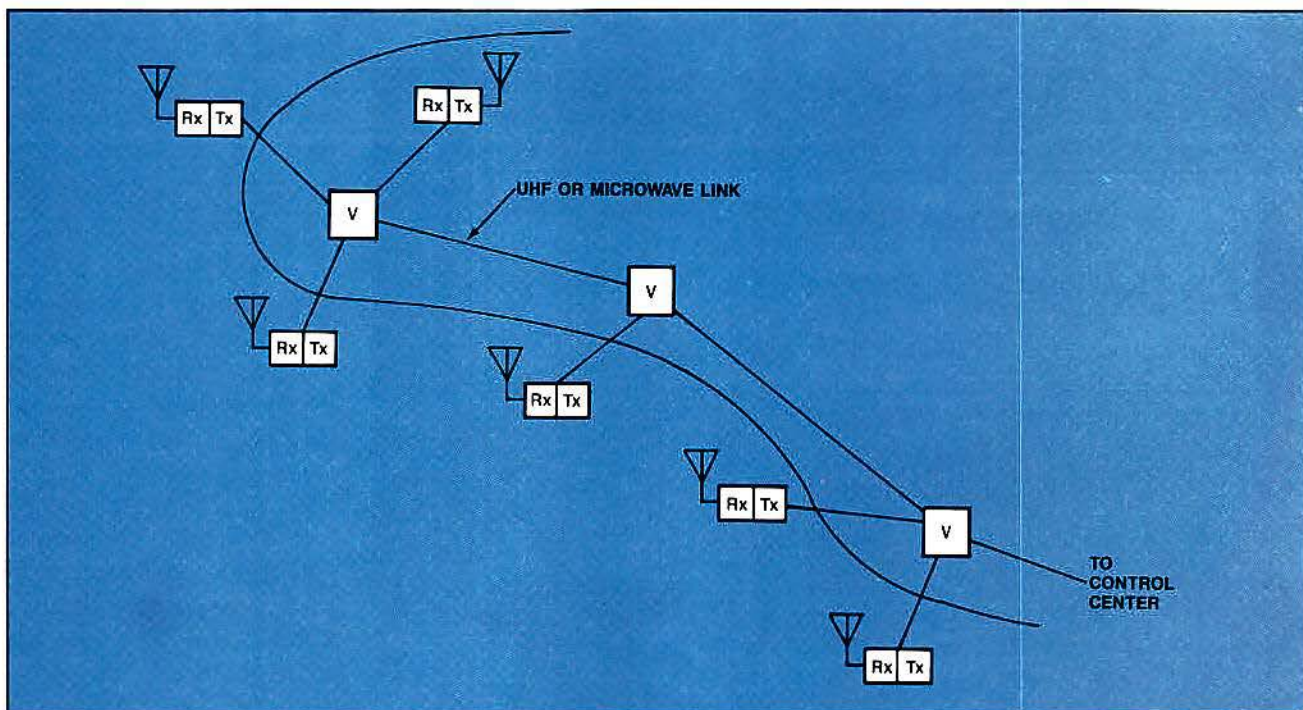 Rx Tx
Rx Tx
V
UHF OR MICROWAVE LINK
V
Rx Tx
Rx Tx
Rx Tx
V
TO
CONTROL
CENTER
Rx Tx